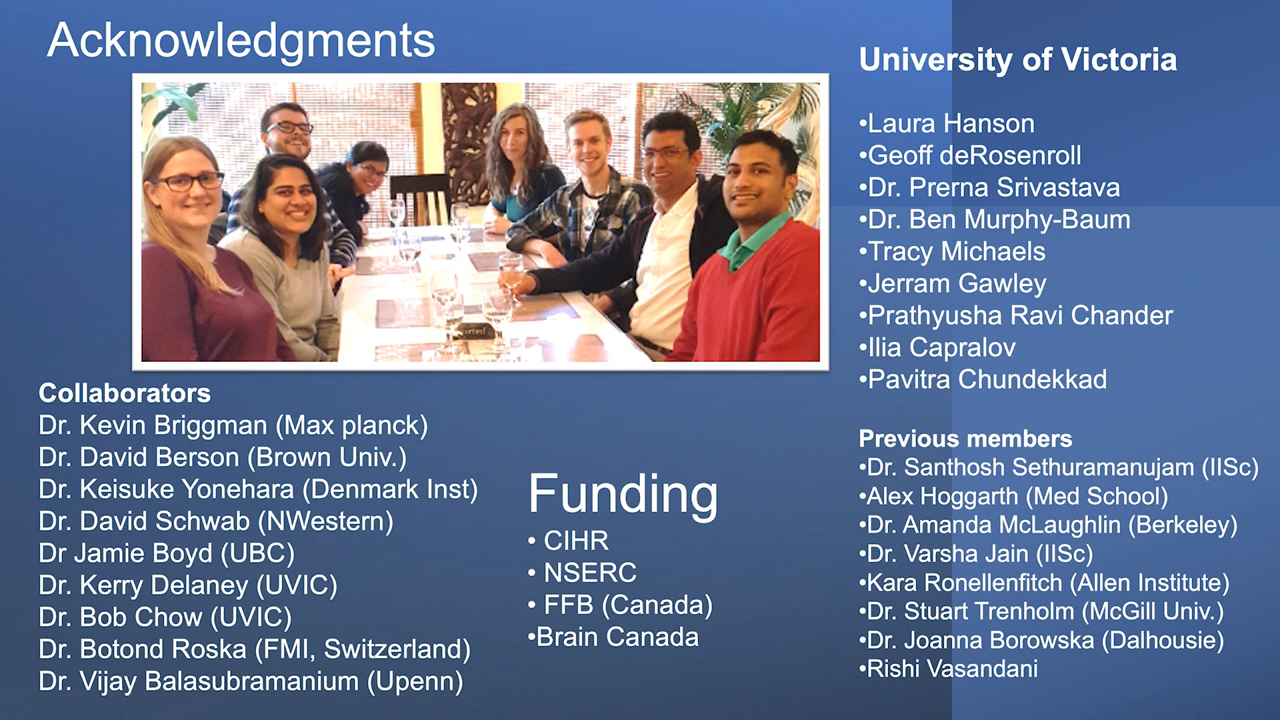 Acknowledgments
University of Victoria
•Laura Hanson
•Geoff deRosenroll
•Dr. Prerna Srivastava
•Dr. Ben Murphy-Baum
•Tracy Michaels
•Jerram Gawley
•Prathyusha Ravi Chander
•Ilia Capralov
•Pavitra Chundekkad
Previous members
•Dr. Santhosh Sethuramanujam (IISc)
•Alex Hoggarth (Med School)
•Dr. Amanda McLaughlin (Berkeley)
•Dr. Varsha Jain (IISc)
•Kara Ronellenfitch (Allen Institute)
•Dr. Stuart Trenholm (McGill Univ.)
•Dr. Joanna Borowska (Dalhousie)
•Rishi Vasandani
Collaborators
Dr. Kevin Briggman (Max planck)
Dr. David Berson (Brown Univ.)
Dr. Keisuke Yonehara (Denmark Inst)
Dr. David Schwab (NWestern)
Dr Jamie Boyd (UBC)
Dr. Kerry Delaney (UVIC)
Dr. Bob Chow (UVIC)
Dr. Botond Roska (FMI, Switzerland)
Dr. Vijay Balasubramanium (Upenn)
Funding
• CIHR
• NSERC
• FFB (Canada)
•Brain Canada